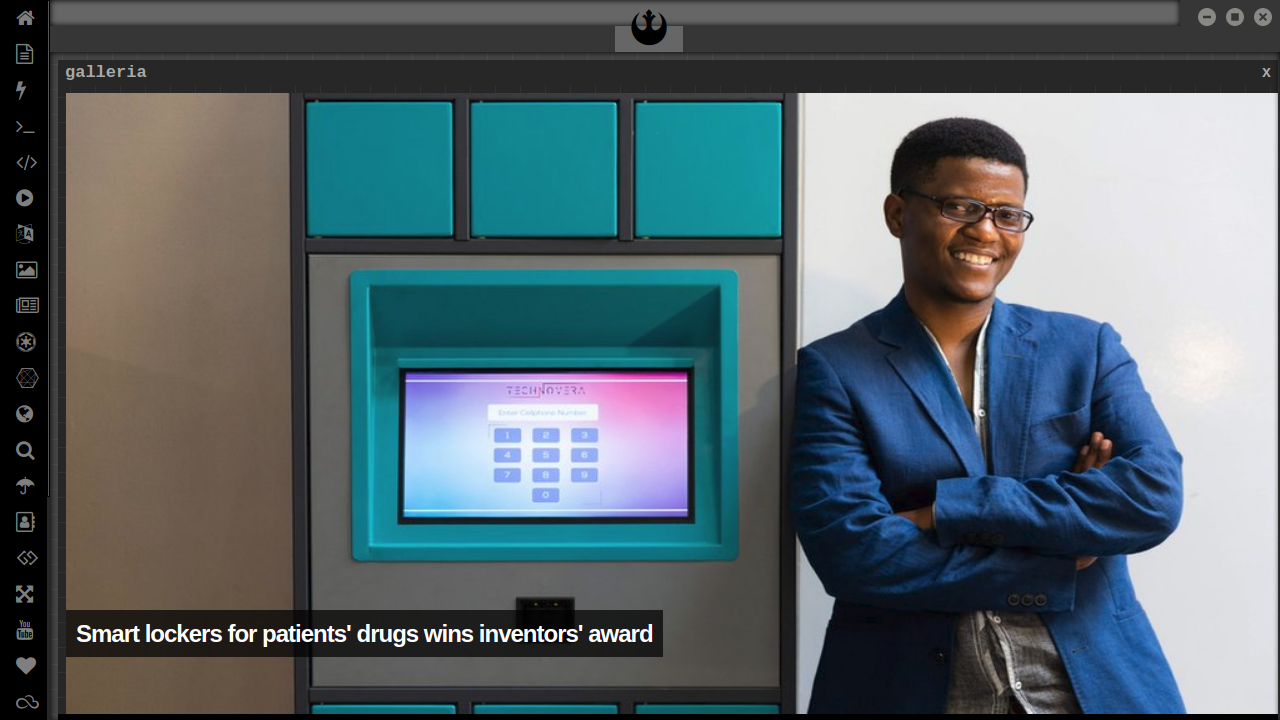 galleria
x
TECHNOVERA
Enter Cellphone Number
1 2 3
4 5 6
7 8 9
0
Smart lockers for patients' drugs wins inventors' award
You
Tube